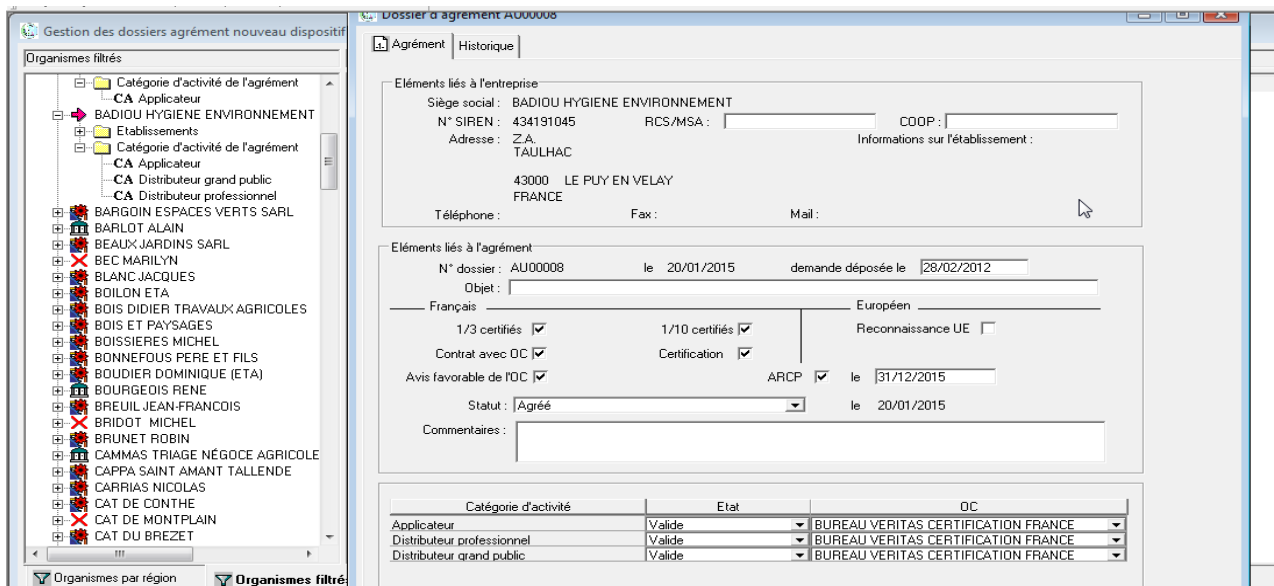 Gestion des dossiers agrément nouveau dispositif
Organismes filtrés
Catégorie d'activité de l'agrément
CA Applicateur
BADIOU HYGIENE ENVIRONNEMENT
Etablissements
Catégorie d'activité de l'agrément
CA Applicateur
CA Distributeur grand public
CA Distributeur professionnel
BARGOIN ESPACES VERTS SARL
BARLOT ALAIN
BEAUX JARDINS SARL
BEC MARILYN
BLANC JACQUES
BOILON ETA
BOIS DIDIER TRAVAUX AGRICOLES
BOIS ET PAYSAGES
BOISSIERES MICHEL
BONNEFOUS PERE ET FILS
BOUDIER DOMINIQUE (ETA)
BOURGEOIS RENE
BREUIL JEAN-FRANCOIS
BRIDOT MICHEL
BRUNET ROBIN
CAMMAS TRIAGE NÉGOCE AGRICOLE
CAPPA SAINT AMANT TALLENDE
CARRIAS NICOLAS
CAT DE CONTHE
CAT DE MONTPLAIN
CAT DU BREZET
Organismes par région Organismes filtré
Dossier d'agrément AU00008
Agrément Historique
Eléments liés à l'entreprise
Siège social : BADIOU HYGIENE ENVIRONNEMENT
N° SIREN : 434191045 RCS/MSA : COOP :
Adresse : Z.A. Informations sur l'établissement :
TAULHAC
43000 LE PUY EN VELAY
FRANCE
Téléphone : Fax : Mail :
Eléments liés à l'agrément
N° dossier : AU00008 le 20/01/2015 demande déposée le 28/02/2012
Objet :
Français Européen
1/3 certifiés 1/10 certifiés Reconnaissance UE
Contrat avec OC Certification
Avis favorable de l'OC ARCP le 31/12/2015
Statut : Agréé le 20/01/2015
Commentaires :
Catégorie d'activité Etat OC
Applicateur Valide BUREAU VERITAS CERTIFICATION FRANCE
Distributeur professionnel Valide BUREAU VERITAS CERTIFICATION FRANCE
Distributeur grand public Valide BUREAU VERITAS CERTIFICATION FRANCE